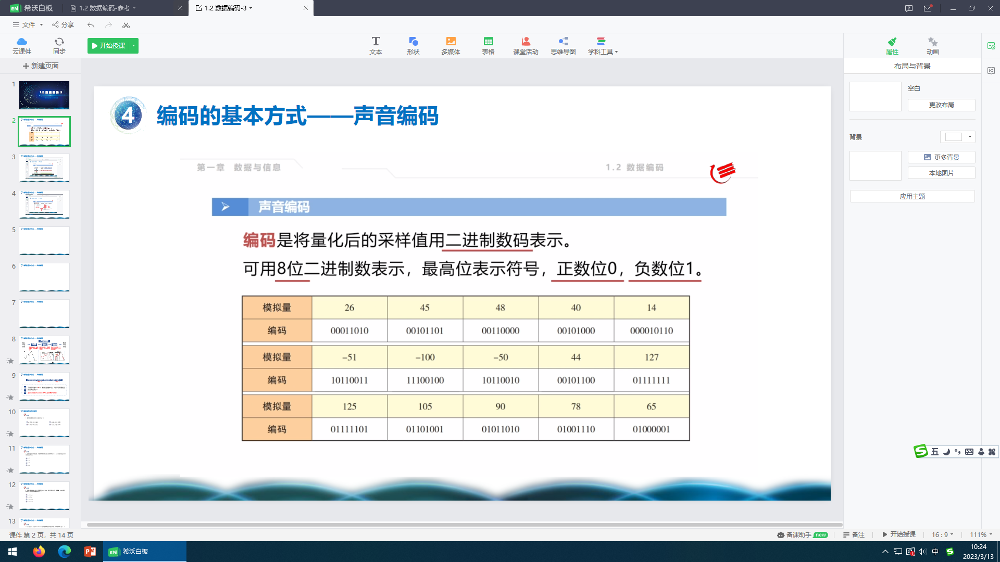 希沃白板
1.2 数据编码-参考
1.2 数据编码-3
文件
分享
云课件
同步
开始授课
文本
形状
多媒体
表格
课堂活动
思维导图
学科工具
属性
动画
新建页面
布局与背景
空白
更改布局
背景
更多背景
本地图片
应用主题
1
1.2 数据编码 3
2
3
4
5
6
7
8
9
10
11
12
13
4
编码的基本方式——声音编码
第一章 数据与信息
1.2 数据编码
声音编码
编码是将量化后的采样值用二进制数码表示。
可用8位二进制数表示，最高位表示符号，正数位0，负数位1。
模拟量 26 45 48 40 14
编码 00011010 00101101 00110000 00101000 000010110
模拟量 –51 –100 –50 44 127
编码 10110011 11100100 10110010 00101100 01111111
模拟量 125 105 90 78 65
编码 01111101 01101001 01011010 01001110 01000001
五
课件 第 2 页，共 14 页
备课助手 new
备注
开始授课
16 : 9
111%
EN 希沃白板
中
10:24
2023/3/13